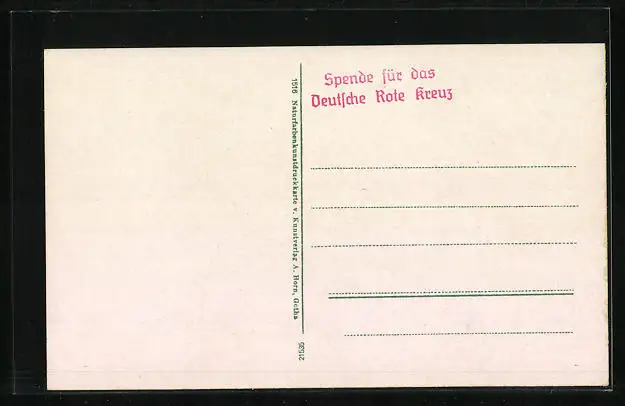 Spende für das
Deutsche Rote Kreuz
1516 Naturfarbenkunstdruckkarte v. Kunstverlag A. Horn, Gotha
21535